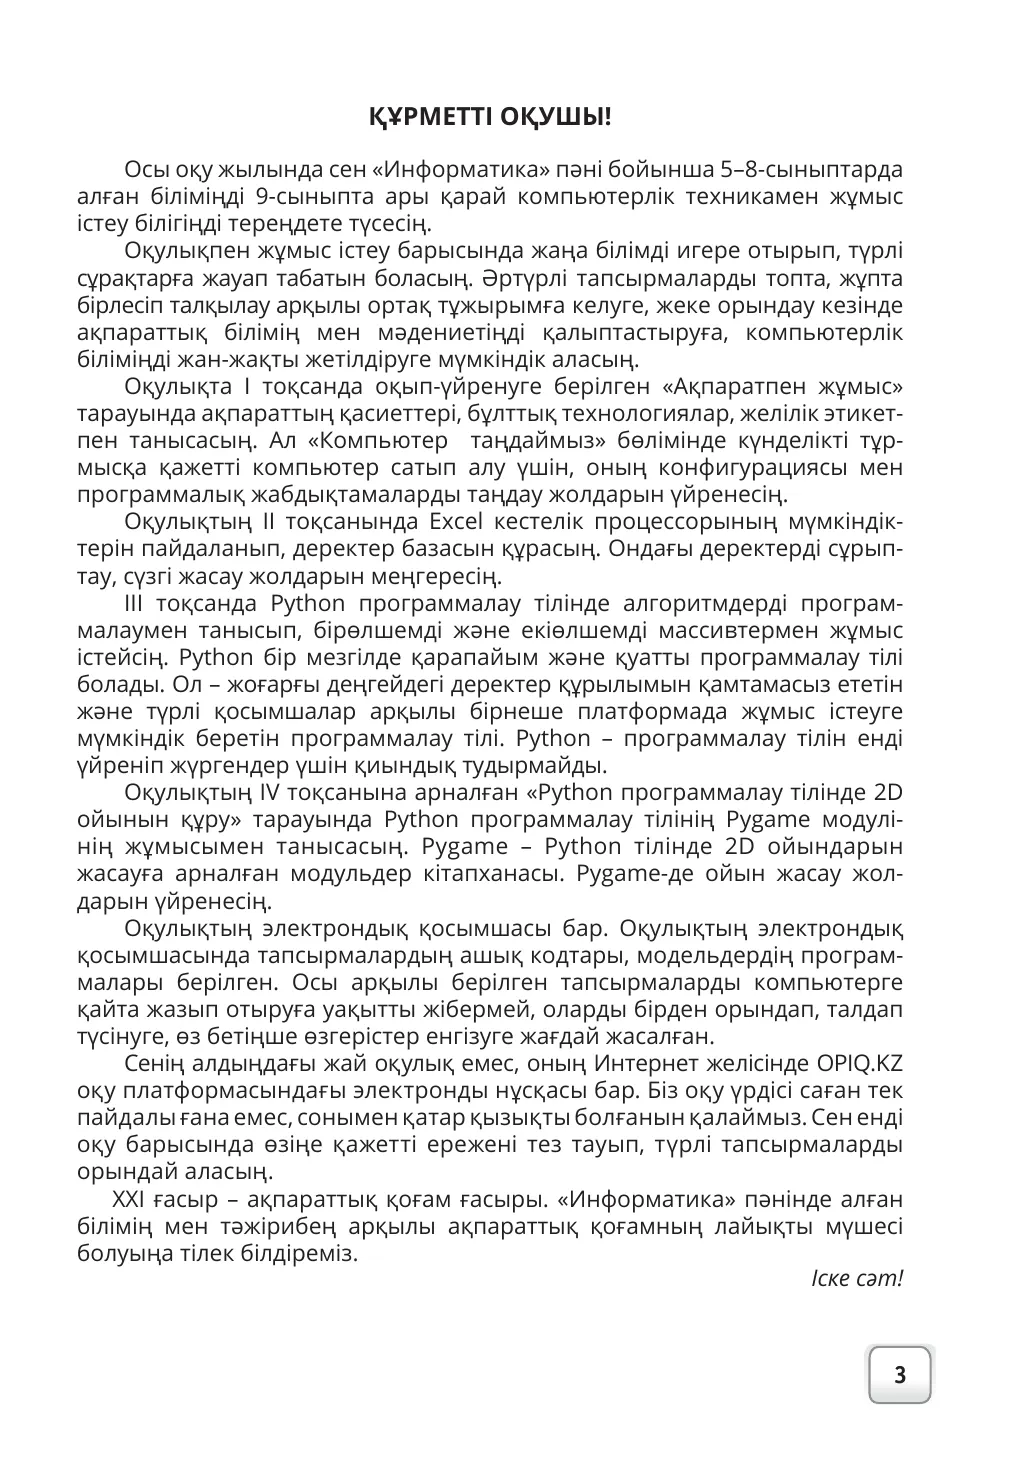 ҚҰРМЕТТІ ОҚУШЫ!
Осы оқу жылында сен «Информатика» пәні бойынша 5–8-сыныптарда
алған біліміңді 9-сыныпта ары қарай компьютерлік техникамен жұмыс
істеу білігіңді тереңдете түсесің.
Оқулықпен жұмыс істеу барысында жаңа білімді игере отырып, түрлі
сұрақтарға жауап табатын боласың. Әртүрлі тапсырмаларды топта, жұпта
бірлесіп талқылау арқылы ортақ тұжырымға келуге, жеке орындау кезінде
ақпараттық білімің мен мәдениетіңді қалыптастыруға, компьютерлік
біліміңді жан-жақты жетілдіруге мүмкіндік аласың.
Оқулықта I тоқсанда оқып-үйренуге берілген «Ақпаратпен жұмыс»
тарауында ақпараттың қасиеттері, бұлттық технологиялар, желілік этикет-
пен танысасың. Ал «Компьютер таңдаймыз» бөлімінде күнделікті тұр-
мысқа қажетті компьютер сатып алу үшін, оның конфигурациясы мен
программалық жабдықтамаларды таңдау жолдарын үйренесің.
Оқулықтың II тоқсанында Excel кестелік процессорының мүмкіндік-
терін пайдаланып, деректер базасын құрасың. Ондағы деректерді сұрып-
тау, сүзгі жасау жолдарын меңгересің.
III тоқсанда Python программалау тілінде алгоритмдерді програм-
малаумен танысып, бірөлшемді және екіөлшемді массивтермен жұмыс
істейсің. Python бір мезгілде қарапайым және қуатты программалау тілі
болады. Ол – жоғарғы деңгейдегі деректер құрылымын қамтамасыз ететін
және түрлі қосымшалар арқылы бірнеше платформада жұмыс істеуге
мүмкіндік беретін программалау тілі. Python – программалау тілін енді
үйреніп жүргендер үшін қиындық тудырмайды.
Оқулықтың IV тоқсанына арналған «Python программалау тілінде 2D
ойынын құру» тарауында Python программалау тілінің Pygame модулі-
нің жұмысымен танысасың. Pygame – Python тілінде 2D ойындарын
жасауға арналған модульдер кітапханасы. Pygame-де ойын жасау жол-
дарын үйренесің.
Оқулықтың электрондық қосымшасы бар. Оқулықтың электрондық
қосымшасында тапсырмалардың ашық кодтары, модельдердің програм-
малары берілген. Осы арқылы берілген тапсырмаларды компьютерге
қайта жазып отыруға уақытты жібермей, оларды бірден орындап, талдап
түсінуге, өз бетіңше өзгерістер енгізуге жағдай жасалған.
Сенің алдыңдағы жай оқулық емес, оның Интернет желісінде OPIQ.KZ
оқу платформасындағы электронды нұсқасы бар. Біз оқу үрдісі саған тек
пайдалы ғана емес, сонымен қатар қызықты болғанын қалаймыз. Сен енді
оқу барысында өзіңе қажетті ережені тез тауып, түрлі тапсырмаларды
орындай аласың.
XXI ғасыр – ақпараттық қоғам ғасыры. «Информатика» пәнінде алған
білімің мен тәжірибең арқылы ақпараттық қоғамның лайықты мүшесі
болуыңа тілек білдіреміз.
Іске сәт!
3